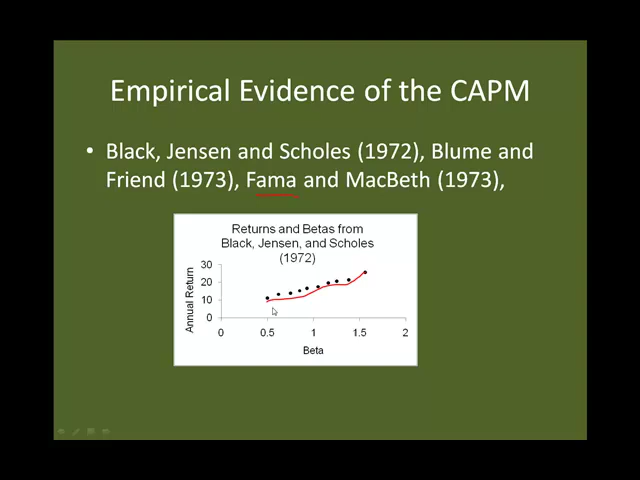 Empirical Evidence of the CAPM
• Black, Jensen and Scholes (1972), Blume and
Friend (1973), Fama and MacBeth (1973),
Returns and Betas from
Black, Jensen, and Scholes
(1972)
Annual Return
30
20
10
0
0
0.5
1
1.5
2
Beta